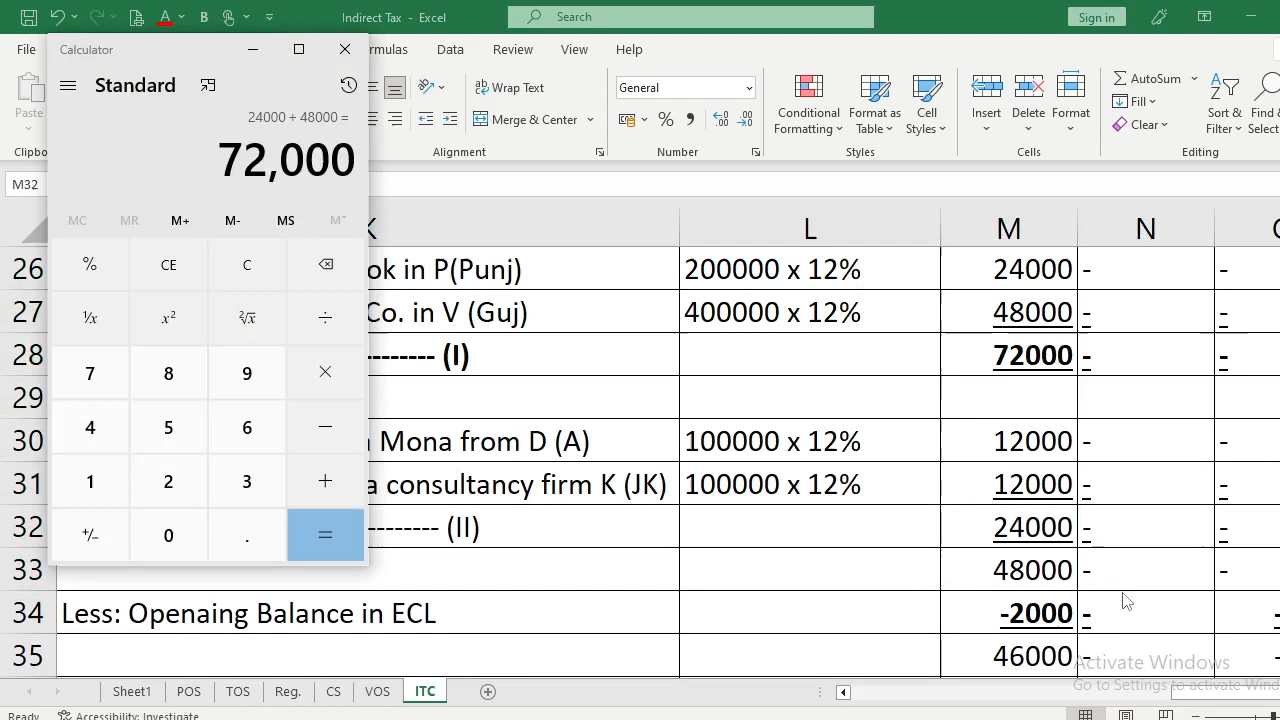 Indirect Tax - Excel
Search
Sign in
File
Data
Review
View
Help
Calculator
Standard
24000 + 48000 =
72,000
MC MR M+ M- MS M˅
% CE C
¹/x x² ²√x ÷
7 8 9 ×
4 5 6 −
1 2 3 +
+/− 0 . =
Paste
Wrap Text
Merge & Center
Alignment
General
% 9
Number
Conditional Formatting
Format as Table
Cell Styles
Styles
Insert
Delete
Format
Cells
AutoSum
Fill
Clear
Sort & Filter
Editing
M32
L M N
26 ok in P(Punj) 200000 x 12% 24000 - -
27 Co. in V (Guj) 400000 x 12% 48000 - -
28 --------- (I) 72000 - -
29
30 Mona from D (A) 100000 x 12% 12000 - -
31 a consultancy firm K (JK) 100000 x 12% 12000 - -
32 -------- (II) 24000 - -
33 48000 - -
34 Less: Openaing Balance in ECL -2000 - -
35 46000 -
Activate Windows
Go to Settings to activate Wind
Sheet1 POS TOS Reg. CS VOS ITC
Ready Accessibility: Investigate